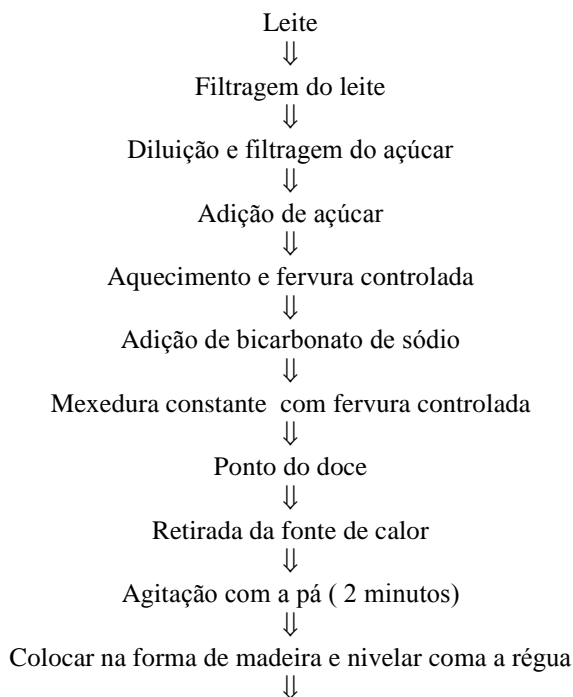 Leite
⇓
Filtragem do leite
⇓
Diluição e filtragem do açúcar
⇓
Adição de açúcar
⇓
Aquecimento e fervura controlada
⇓
Adição de bicarbonato de sódio
⇓
Mexedura constante com fervura controlada
⇓
Ponto do doce
⇓
Retirada da fonte de calor
⇓
Agitação com a pá ( 2 minutos)
⇓
Colocar na forma de madeira e nivelar coma a régua
⇓